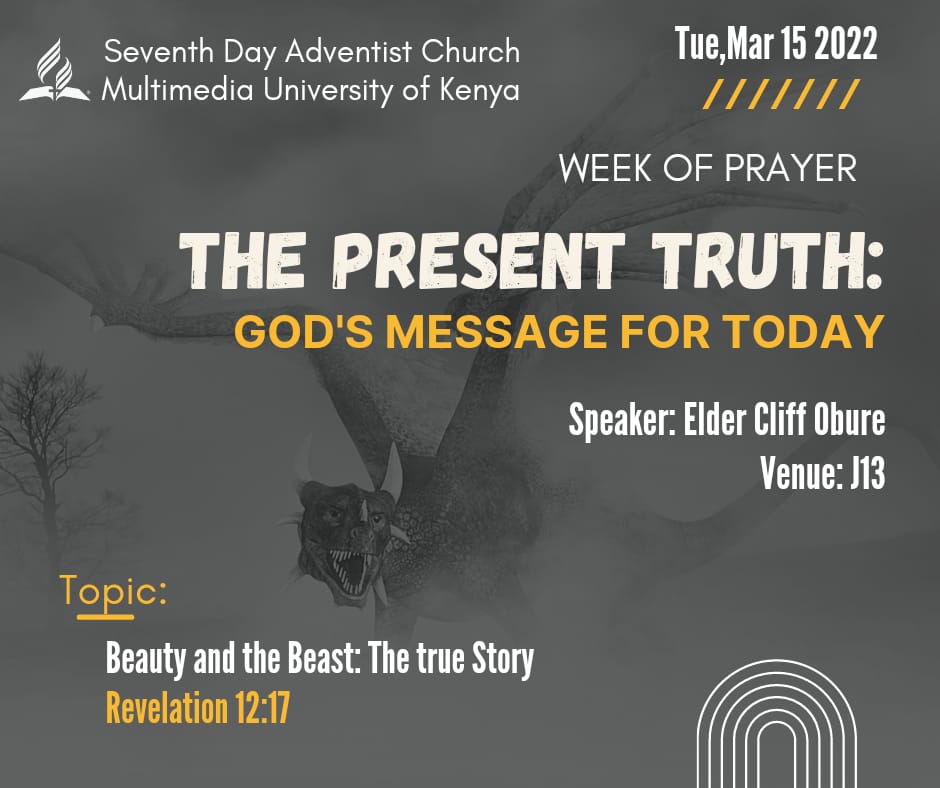 Seventh Day Adventist Church
Multimedia University of Kenya
Tue,Mar 15 2022
WEEK OF PRAYER
THE PRESENT TRUTH:
GOD'S MESSAGE FOR TODAY
Speaker: Elder Cliff Obure
Venue: J13
Topic:
Beauty and the Beast: The true Story
Revelation 12:17